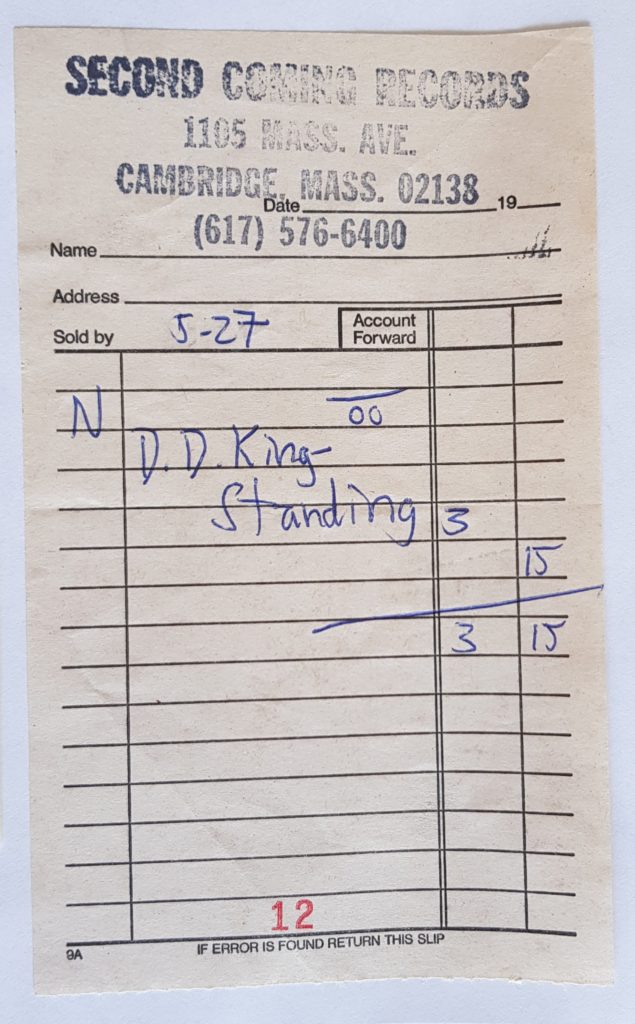 SECOND COMING RECORDS
1105 MASS. AVE.
CAMBRIDGE, MASS. 02138
Date 19
(617) 576-6400
Name
Address
Sold by 5-27 Account Forward
N 00
D.D. King-
Standing 3
15
3 15
12
9A IF ERROR IS FOUND RETURN THIS SLIP